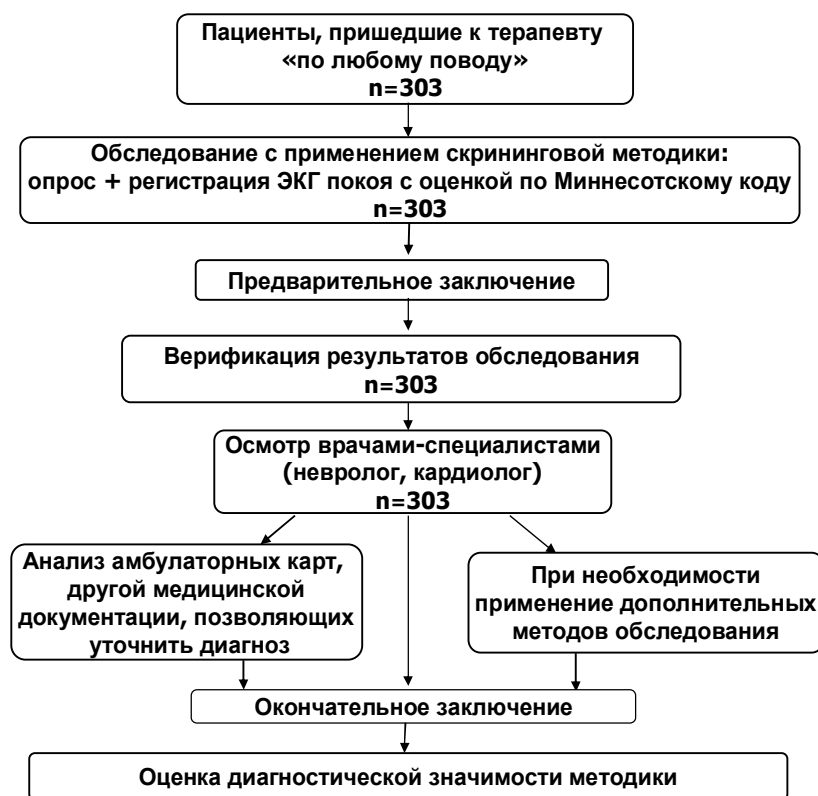 Пациенты, пришедшие к терапевту
«по любому поводу»
n=303
Обследование с применением скрининговой методики:
опрос + регистрация ЭКГ покоя с оценкой по Миннесотскому коду
n=303
Предварительное заключение
Верификация результатов обследования
n=303
Осмотр врачами-специалистами
(невролог, кардиолог)
n=303
Анализ амбулаторных карт,
другой медицинской
документации, позволяющих
уточнить диагноз
При необходимости
применение дополнительных
методов обследования
Окончательное заключение
Оценка диагностической значимости методики